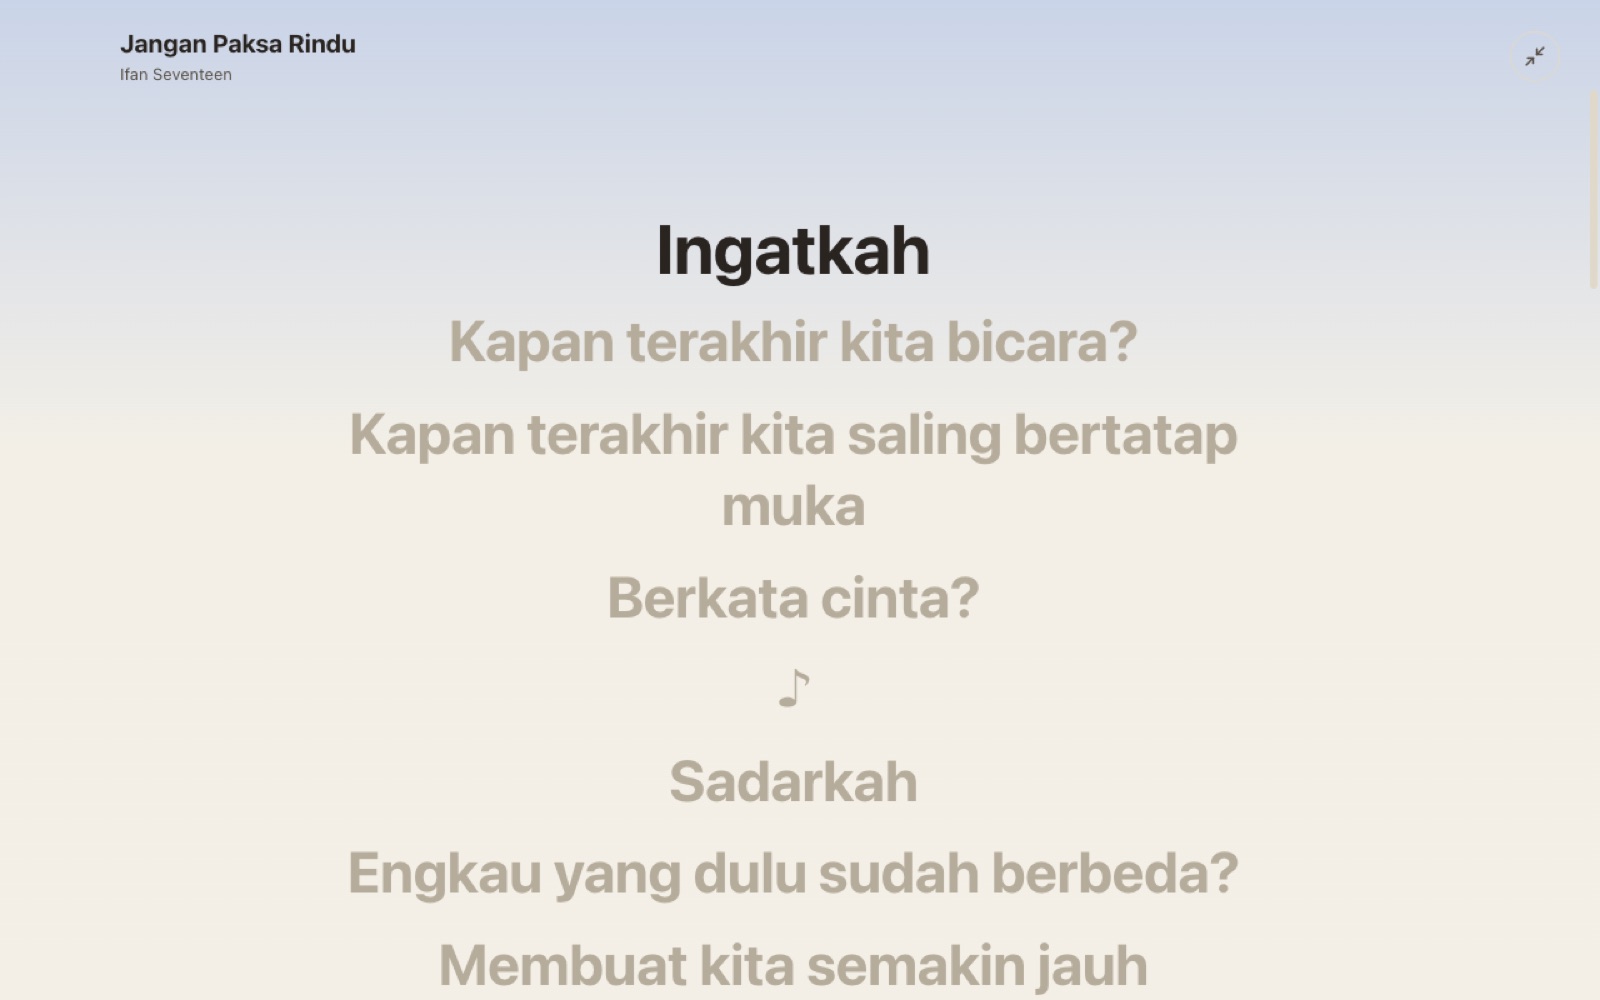 Jangan Paksa Rindu
Ifan Seventeen
Ingatkah
Kapan terakhir kita bicara?
Kapan terakhir kita saling bertatap
muka
Berkata cinta?
♪
Sadarkah
Engkau yang dulu sudah berbeda?
Membuat kita semakin jauh